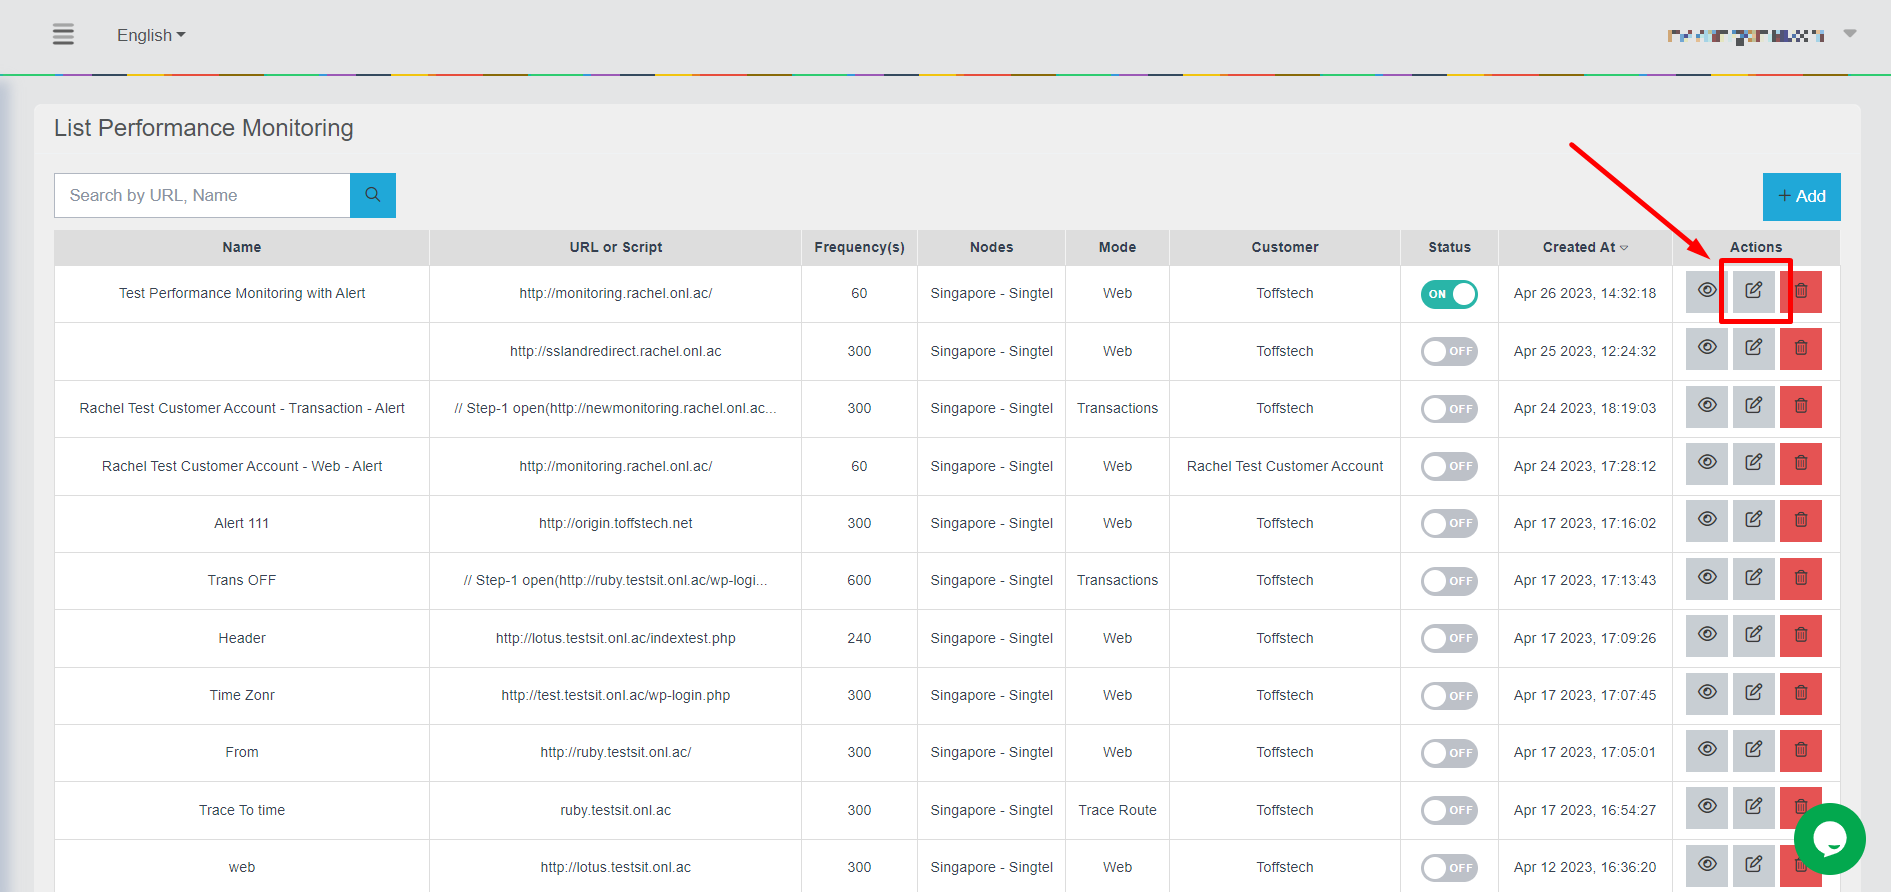 English
List Performance Monitoring
Search by URL, Name
+ Add
Name URL or Script Frequency(s) Nodes Mode Customer Status Created At Actions
Test Performance Monitoring with Alert http://monitoring.rachel.onl.ac/ 60 Singapore - Singtel Web Toffstech ON Apr 26 2023, 14:32:18
http://sslandredirect.rachel.onl.ac 300 Singapore - Singtel Web Toffstech OFF Apr 25 2023, 12:24:32
Rachel Test Customer Account - Transaction - Alert // Step-1 open(http://newmonitoring.rachel.onl.ac... 300 Singapore - Singtel Transactions Toffstech OFF Apr 24 2023, 18:19:03
Rachel Test Customer Account - Web - Alert http://monitoring.rachel.onl.ac/ 60 Singapore - Singtel Web Rachel Test Customer Account OFF Apr 24 2023, 17:28:12
Alert 111 http://origin.toffstech.net 300 Singapore - Singtel Web Toffstech OFF Apr 17 2023, 17:16:02
Trans OFF // Step-1 open(http://ruby.testsit.onl.ac/wp-logi... 600 Singapore - Singtel Transactions Toffstech OFF Apr 17 2023, 17:13:43
Header http://lotus.testsit.onl.ac/indextest.php 240 Singapore - Singtel Web Toffstech OFF Apr 17 2023, 17:09:26
Time Zonr http://test.testsit.onl.ac/wp-login.php 300 Singapore - Singtel Web Toffstech OFF Apr 17 2023, 17:07:45
From http://ruby.testsit.onl.ac/ 300 Singapore - Singtel Web Toffstech OFF Apr 17 2023, 17:05:01
Trace To time ruby.testsit.onl.ac 300 Singapore - Singtel Trace Route Toffstech OFF Apr 17 2023, 16:54:27
web http://lotus.testsit.onl.ac 300 Singapore - Singtel Web Toffstech OFF Apr 12 2023, 16:36:20